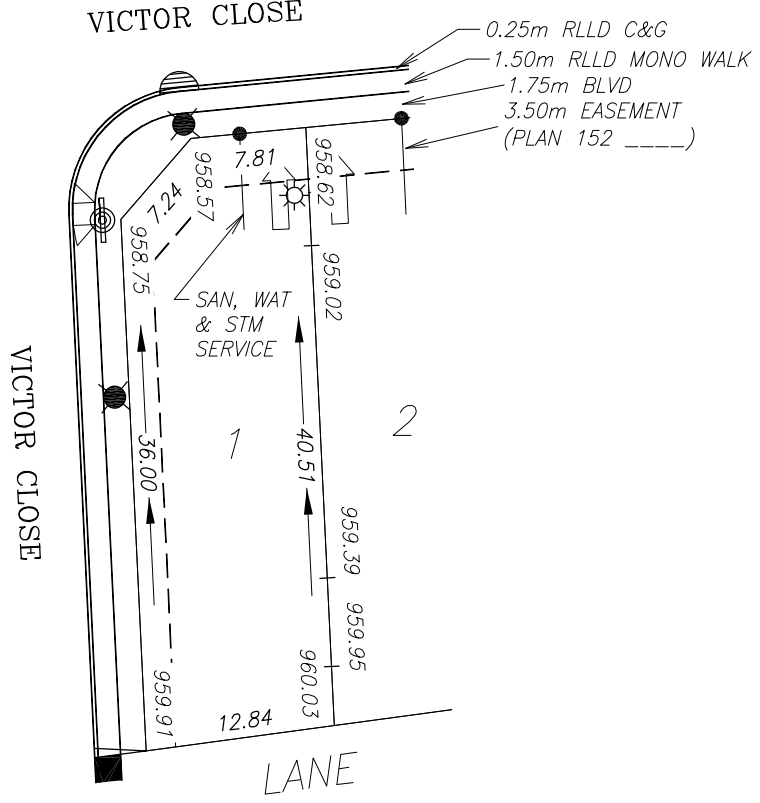 VICTOR CLOSE
0.25m RLLD C&G
1.50m RLLD MONO WALK
1.75m BLVD
3.50m EASEMENT
(PLAN 152 ____)
7.81
958.57
958.62
7.24
958.75
959.02
SAN, WAT
& STM
SERVICE
VICTOR CLOSE
1
2
36.00
40.51
959.39
959.95
959.91
960.03
12.84
LANE